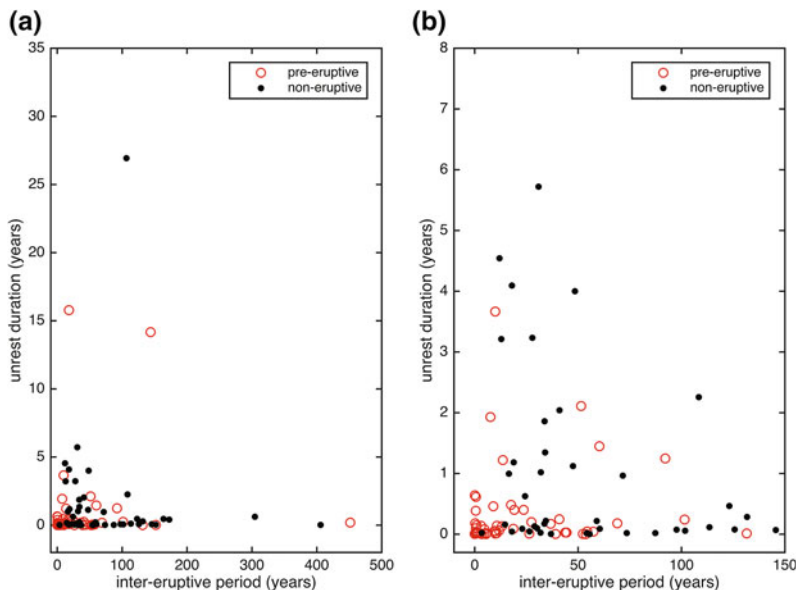 (a)
35
30
25
20
15
10
5
0
unrest duration (years)
pre-eruptive
non-eruptive
0 100 200 300 400 500
inter-eruptive period (years)
(b)
8
7
6
5
4
3
2
1
0
unrest duration (years)
pre-eruptive
non-eruptive
0 50 100 150
inter-eruptive period (years)